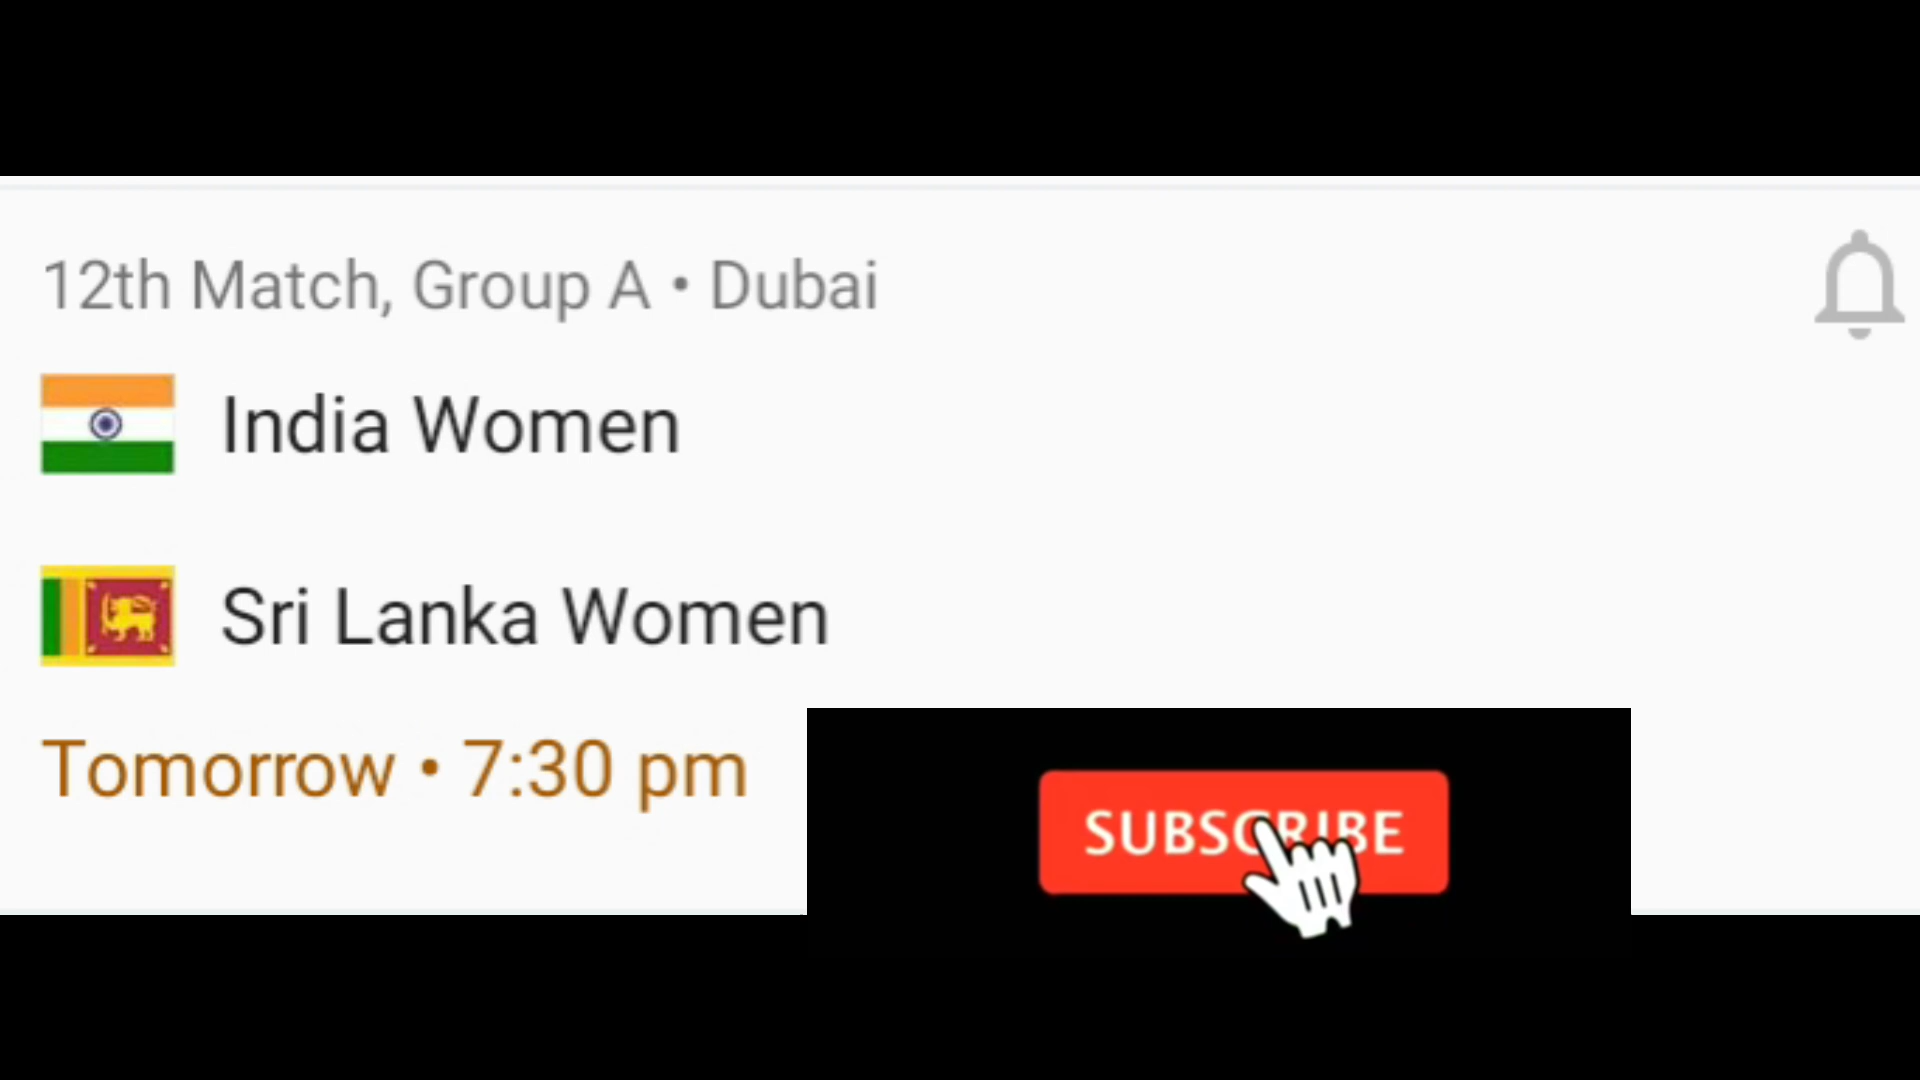 12th Match, Group A • Dubai
India Women
Sri Lanka Women
Tomorrow • 7:30 pm
SUBSCRIBE